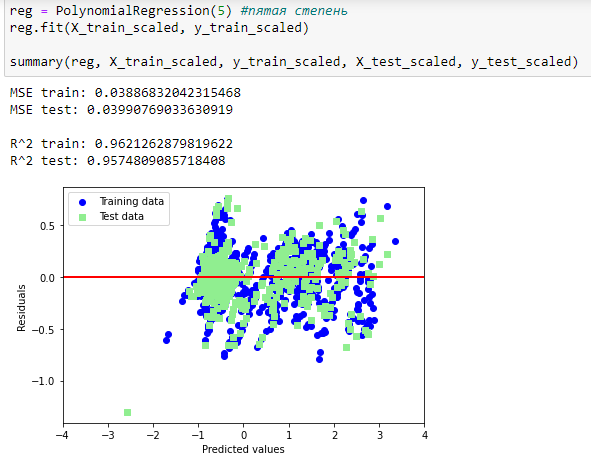 reg = PolynomialRegression(5) #пятая степень
reg.fit(X_train_scaled, y_train_scaled)
summary(reg, X_train_scaled, y_train_scaled, X_test_scaled, y_test_scaled)
MSE train: 0.03886832042315468
MSE test: 0.03990769033630919
R^2 train: 0.9621262879819622
R^2 test: 0.9574809085718408
Training data
Test data
0.5
0.0
−0.5
−1.0
Residuals
−4 −3 −2 −1 0 1 2 3 4
Predicted values